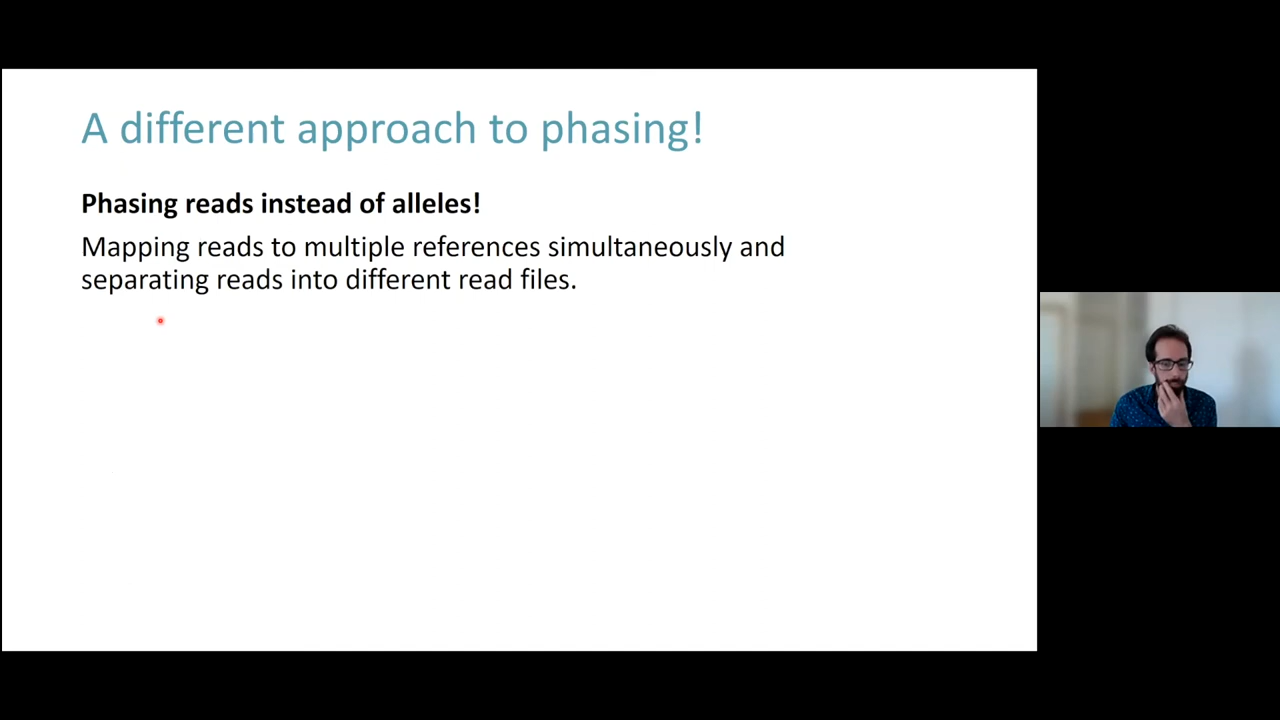 A different approach to phasing!
Phasing reads instead of alleles!
Mapping reads to multiple references simultaneously and
separating reads into different read files.